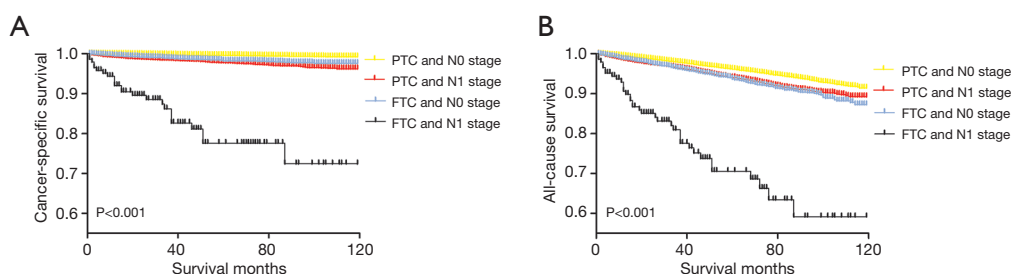 A
Cancer-specific survival
1.0
0.9
0.8
0.7
0.6
P<0.001
0
40
80
120
Survival months
PTC and N0 stage
PTC and N1 stage
FTC and N0 stage
FTC and N1 stage
B
All-cause survival
1.0
0.9
0.8
0.7
0.6
P<0.001
0
40
80
120
Survival months
PTC and N0 stage
PTC and N1 stage
FTC and N0 stage
FTC and N1 stage